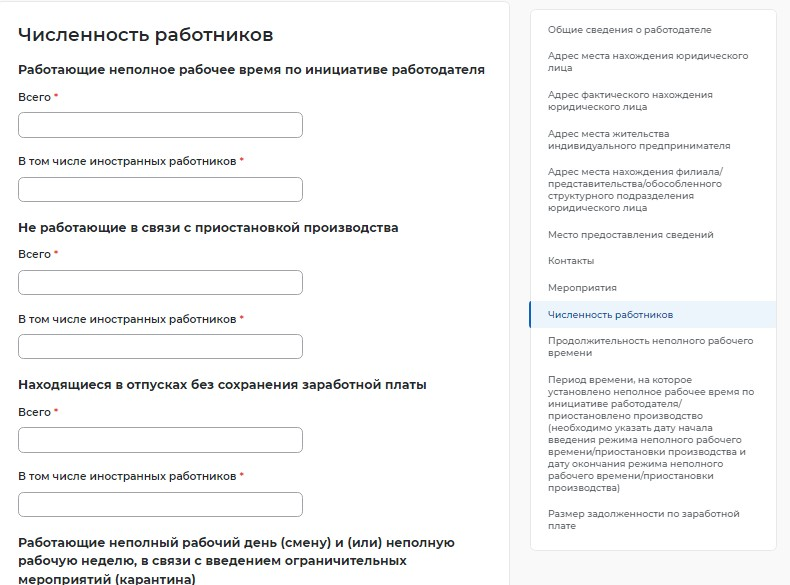 Численность работников
Работающие неполное рабочее время по инициативе работодателя
Всего *
В том числе иностранных работников *
Не работающие в связи с приостановкой производства
Всего *
В том числе иностранных работников *
Находящиеся в отпусках без сохранения заработной платы
Всего *
В том числе иностранных работников *
Работающие неполный рабочий день (смену) и (или) неполную
рабочую неделю, в связи с введением ограничительных
мероприятий (карантина)
Общие сведения о работодателе
Адрес места нахождения юридического
лица
Адрес фактического нахождения
юридического лица
Адрес места жительства
индивидуального предпринимателя
Адрес места нахождения филиала/
представительства/обособленного
структурного подразделения
юридического лица
Место предоставления сведений
Контакты
Мероприятия
Численность работников
Продолжительность неполного рабочего
времени
Период времени, на которое
установлено неполное рабочее время по
инициативе работодателя/
приостановлено производство
(необходимо указать дату начала
введения режима неполного рабочего
времени/приостановки производства и
дату окончания режима неполного
рабочего времени/приостановки
производства)
Размер задолженности по заработной
плате